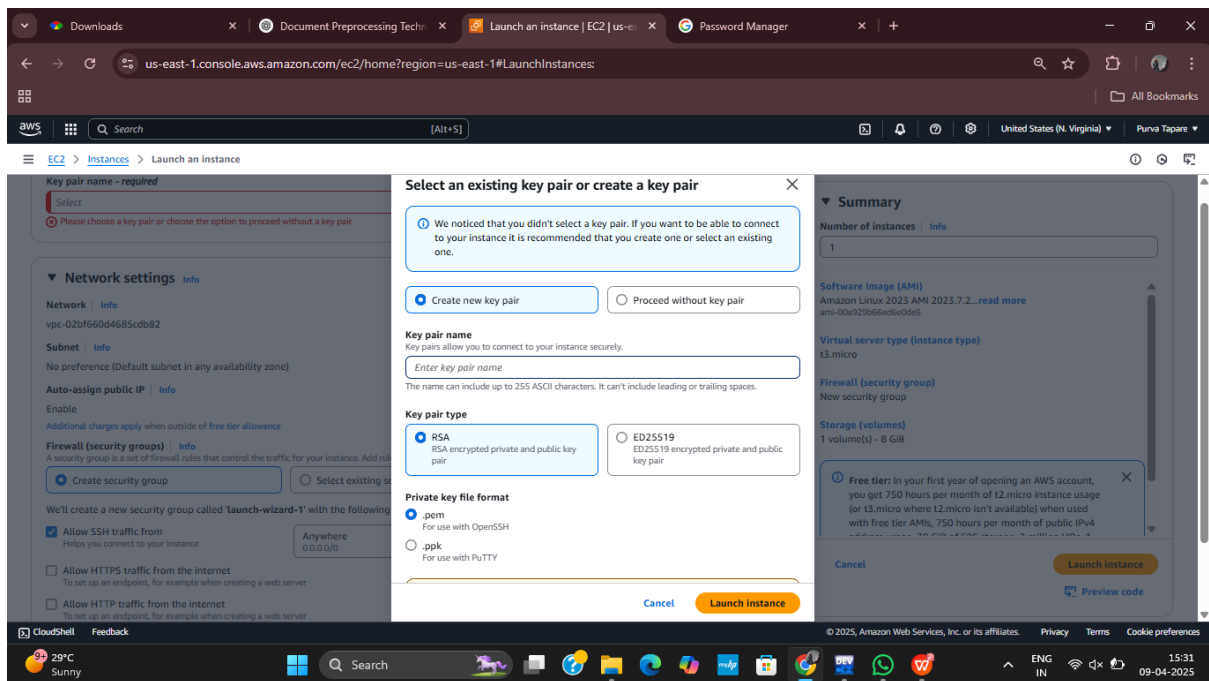 Downloads
Document Preprocessing Techn
Launch an instance | EC2 | us-ea
Password Manager
us-east-1.console.aws.amazon.com/ec2/home?region=us-east-1#LaunchInstances:
All Bookmarks
aws
Search
[Alt+S]
United States (N. Virginia)
Purva Tapare
EC2 > Instances > Launch an instance
Key pair name - required
Select
Please choose a key pair or choose the option to proceed without a key pair
Network settings Info
Network | Info
vpc-02bf660d4685cdb82
Subnet | Info
No preference (Default subnet in any availability zone)
Auto-assign public IP | Info
Enable
Additional charges apply when outside of free tier allowance
Firewall (security groups) | Info
A security group is a set of firewall rules that control the traffic for your instance. Add rul
Create security group
Select existing se
We'll create a new security group called 'launch-wizard-1' with the following
Allow SSH traffic from
Helps you connect to your instance
Anywhere
0.0.0.0/0
Allow HTTPS traffic from the internet
To set up an endpoint, for example when creating a web server
Allow HTTP traffic from the internet
To set up an endpoint, for example when creating a web server
Select an existing key pair or create a key pair
We noticed that you didn't select a key pair. If you want to be able to connect
to your instance it is recommended that you create one or select an existing
one.
Create new key pair
Proceed without key pair
Key pair name
Key pairs allow you to connect to your instance securely.
Enter key pair name
The name can include up to 255 ASCII characters. It can't include leading or trailing spaces.
Key pair type
RSA
RSA encrypted private and public key
pair
ED25519
ED25519 encrypted private and public
key pair
Private key file format
.pem
For use with OpenSSH
.ppk
For use with PuTTY
Cancel
Launch instance
Summary
Number of instances | Info
1
Software Image (AMI)
Amazon Linux 2023 AMI 2023.7.2...read more
ami-00a929b66ed6e0de6
Virtual server type (instance type)
t3.micro
Firewall (security group)
New security group
Storage (volumes)
1 volume(s) - 8 GiB
Free tier: In your first year of opening an AWS account,
you get 750 hours per month of t2.micro instance usage
(or t3.micro where t2.micro isn't available) when used
with free tier AMIs, 750 hours per month of public IPv4
Cancel
Launch instance
Preview code
CloudShell
Feedback
© 2025, Amazon Web Services, Inc. or its affiliates.
Privacy
Terms
Cookie preferences
9+
29°C
Sunny
Search
DEV
ENG
IN
15:31
09-04-2025